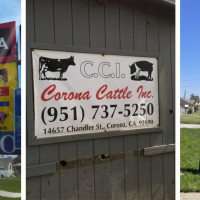 C.C.I.
Corona Cattle Inc.
(951) 737-5250
14657 Chandler St., Corona, CA 92880